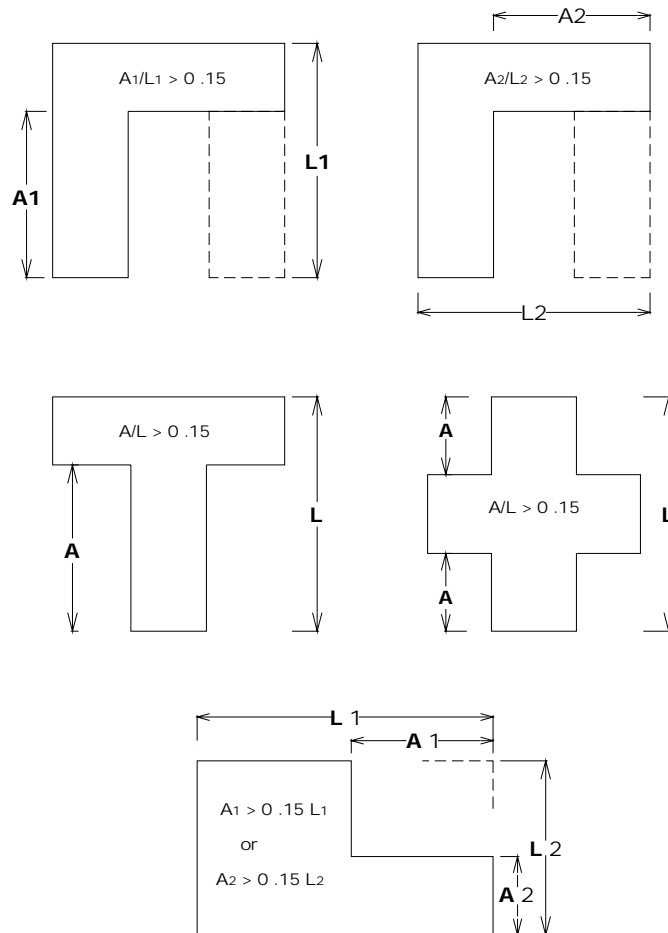 A2
A1/L1 > 0 .15
A2/L2 > 0 .15
L1
A1
L2
A/L > 0 .15
A
L
A
A/L > 0 .15
L
A
L 1
A 1
A1 > 0 .15 L1
or
A2 > 0 .15 L2
L 2
A 2